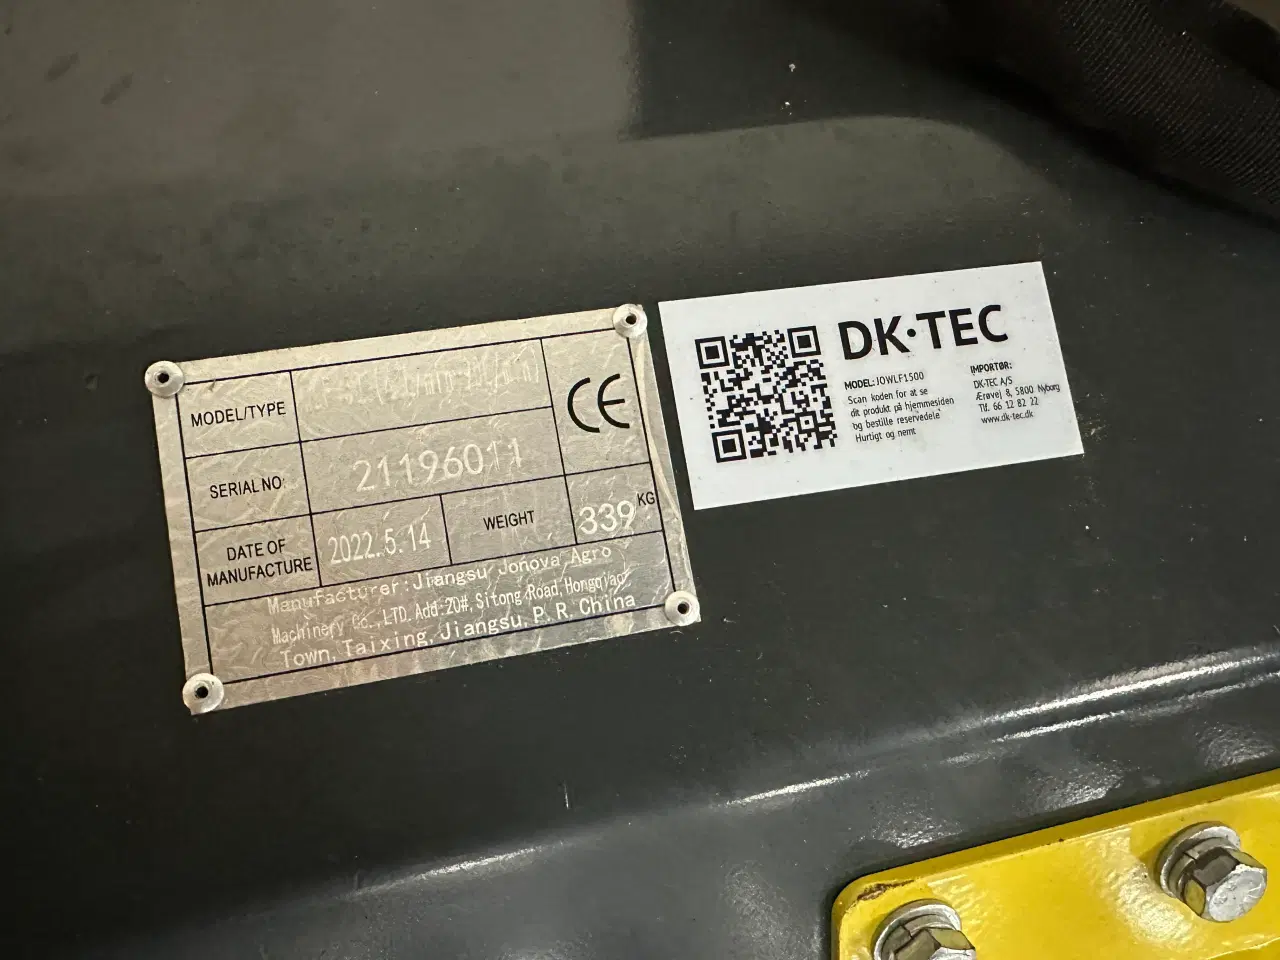 MODEL/TYPE
SERIAL NO:
21196011
DATE OF
MANUFACTURE
2022.5.14
WEIGHT
339 KG
CE
Manufacturer:Jiangsu Jonova Agro
Machinery Co.,LTD. Add:20#,Sitong Road,Hongqiao
Town,Taixing,Jiangsu,P.R.China
DK·TEC
MODEL: JOWLF1500
Scan koden for at se
dit produkt på hjemmesiden
og bestille reservedele
Hurtigt og nemt
IMPORTØR:
DK-TEC A/S
Ærøvej 8, 5800 Nyborg
Tlf. 66 12 82 22
www.dk-tec.dk